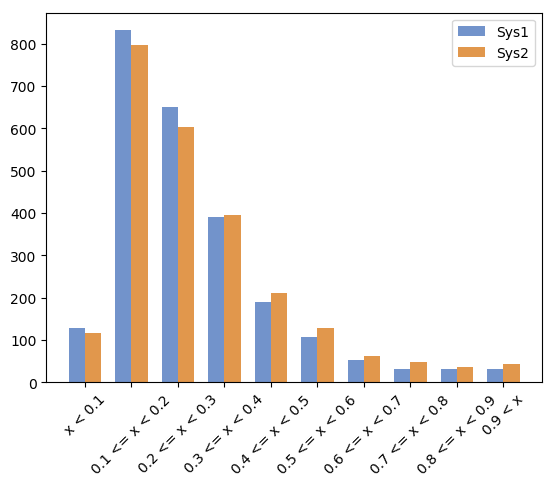 Sys1
Sys2
800
700
600
500
400
300
200
100
0
x < 0.1
0.1 <= x < 0.2
0.2 <= x < 0.3
0.3 <= x < 0.4
0.4 <= x < 0.5
0.5 <= x < 0.6
0.6 <= x < 0.7
0.7 <= x < 0.8
0.8 <= x < 0.9
0.9 < x